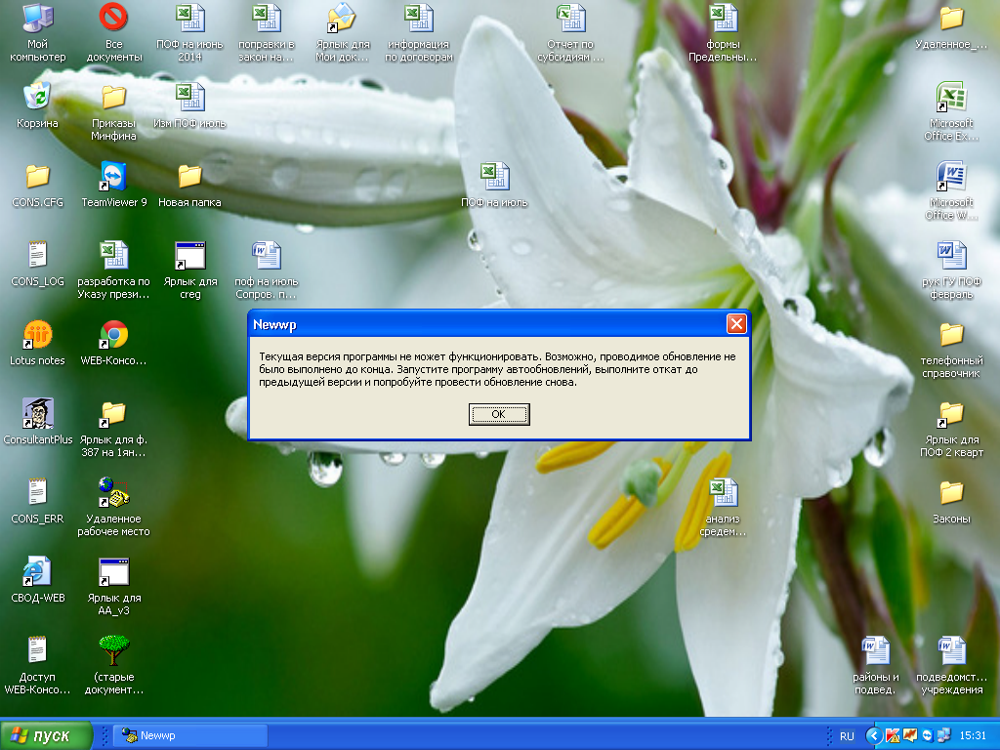 Мой
компьютер
Все
документы
ПОФ на июнь
2014
поправки в
закон на...
Ярлык для
Мои док...
информация
по договорам
Отчет по
субсидиям ...
формы
Предельны...
Удаленное_...
Корзина
Приказы
Минфина
Изм ПОФ июль
Microsoft
Office Ex...
CONS.CFG
TeamViewer 9
Новая папка
ПОФ на июль
Microsoft
Office W...
CONS_LOG
разработка по
Указу прези...
Ярлык для
creg
поф на июль
Сопров. п...
рук ГУ ПОФ
февраль
Newwp
Текущая версия программы не может функционировать. Возможно, проводимое обновление не
было выполнено до конца. Запустите программу автообновлений, выполните откат до
предыдущей версии и попробуйте провести обновление снова.
OK
Lotus notes
WEB-Консо...
телефонный
справочник
ConsultantPlus
Ярлык для ф.
387 на 1ян...
Ярлык для
ПОФ 2 кварт
CONS_ERR
Удаленное
рабочее место
анализ
средем...
Законы
СВОД-WEB
Ярлык для
AA_v3
Доступ
WEB-Консо...
(старые
документ...
районы и
подвед.
подведомст...
учреждения
пуск
Newwp
RU
15:31